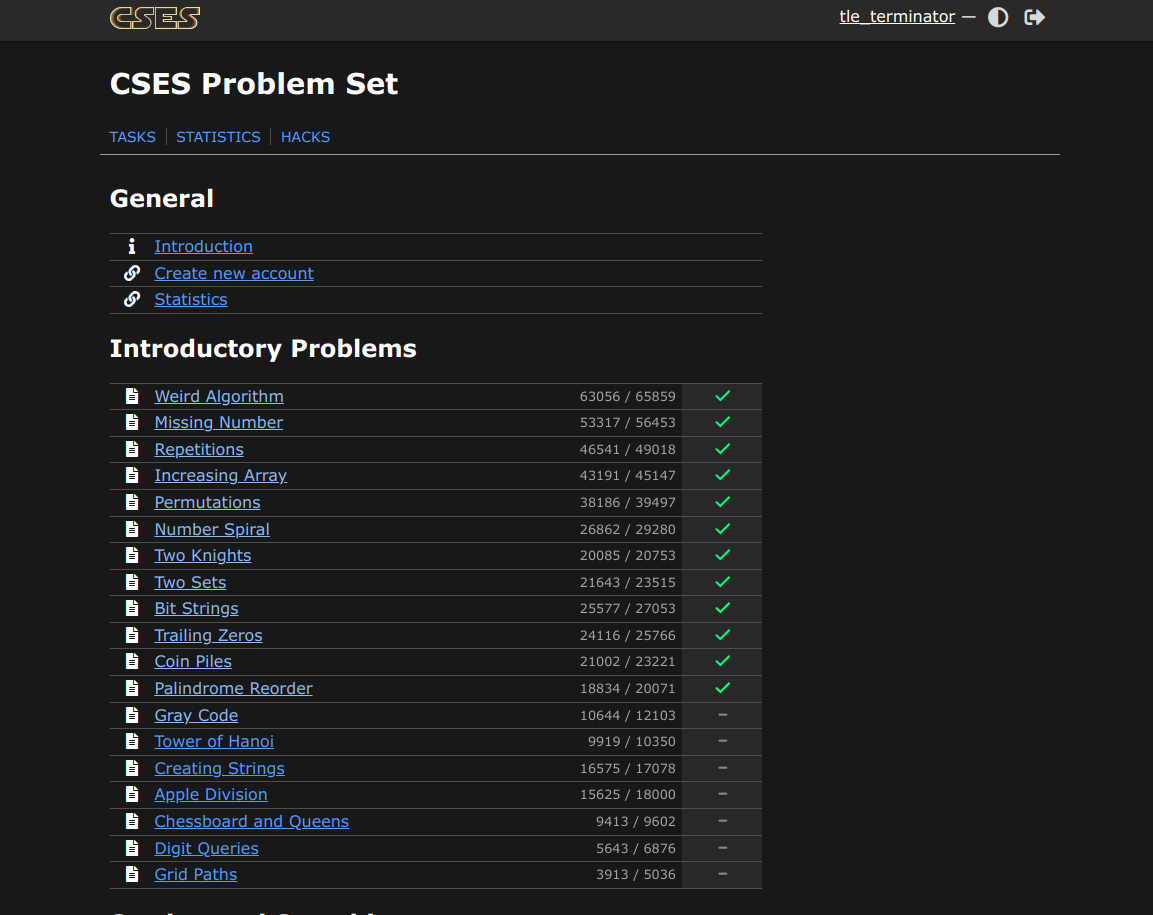 CSES
tle_terminator —
CSES Problem Set
TASKS | STATISTICS | HACKS
General
Introduction
Create new account
Statistics
Introductory Problems
Weird Algorithm 63056 / 65859
Missing Number 53317 / 56453
Repetitions 46541 / 49018
Increasing Array 43191 / 45147
Permutations 38186 / 39497
Number Spiral 26862 / 29280
Two Knights 20085 / 20753
Two Sets 21643 / 23515
Bit Strings 25577 / 27053
Trailing Zeros 24116 / 25766
Coin Piles 21002 / 23221
Palindrome Reorder 18834 / 20071
Gray Code 10644 / 12103 –
Tower of Hanoi 9919 / 10350 –
Creating Strings 16575 / 17078 –
Apple Division 15625 / 18000 –
Chessboard and Queens 9413 / 9602 –
Digit Queries 5643 / 6876 –
Grid Paths 3913 / 5036 –